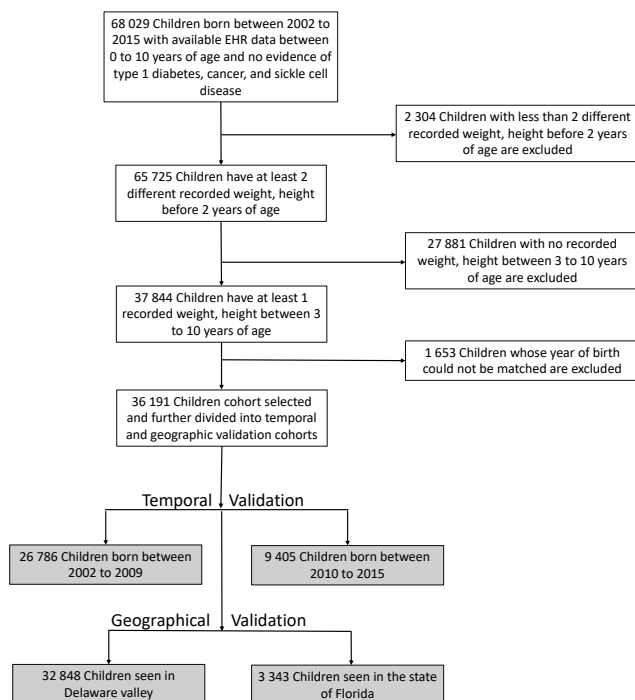 68 029 Children born between 2002 to
2015 with available EHR data between
0 to 10 years of age and no evidence of
type 1 diabetes, cancer, and sickle cell
disease
2 304 Children with less than 2 different
recorded weight, height before 2 years
of age are excluded
65 725 Children have at least 2
different recorded weight, height
before 2 years of age
27 881 Children with no recorded
weight, height between 3 to 10 years
of age are excluded
37 844 Children have at least 1
recorded weight, height between 3
to 10 years of age
1 653 Children whose year of birth
could not be matched are excluded
36 191 Children cohort selected
and further divided into temporal
and geographic validation cohorts
Temporal Validation
26 786 Children born between
2002 to 2009
9 405 Children born between
2010 to 2015
Geographical Validation
32 848 Children seen in
Delaware valley
3 343 Children seen in the state
of Florida